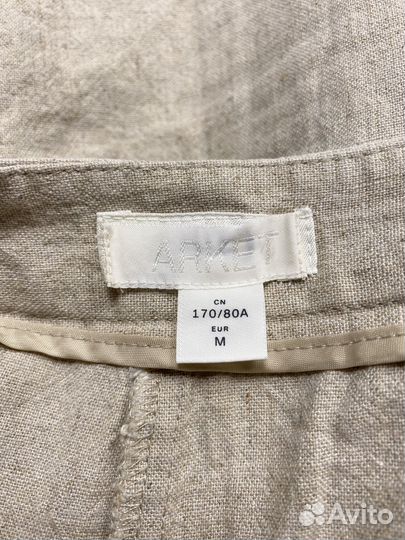 ARKET
CN
170/80A
EUR
M
Avito